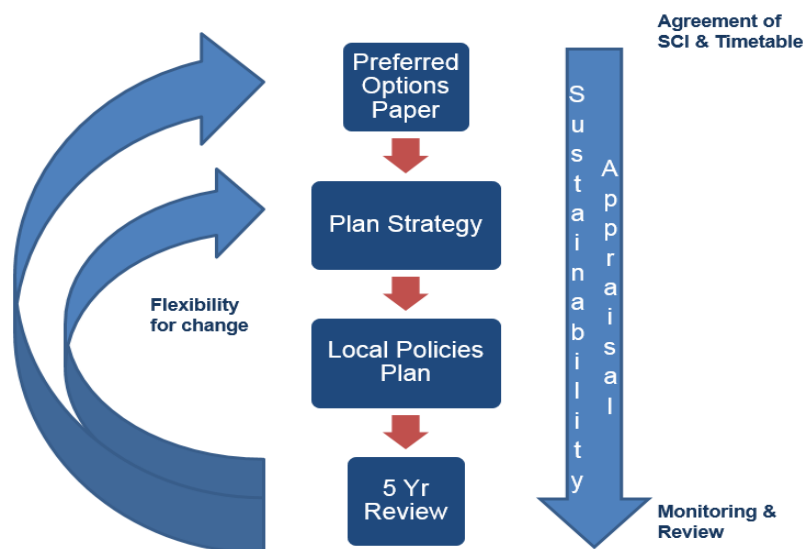 Agreement of
SCI & Timetable
Preferred
Options
Paper
Plan Strategy
Flexibility
for change
Local Policies
Plan
5 Yr
Review
Sustainability
Appraisal
Monitoring &
Review